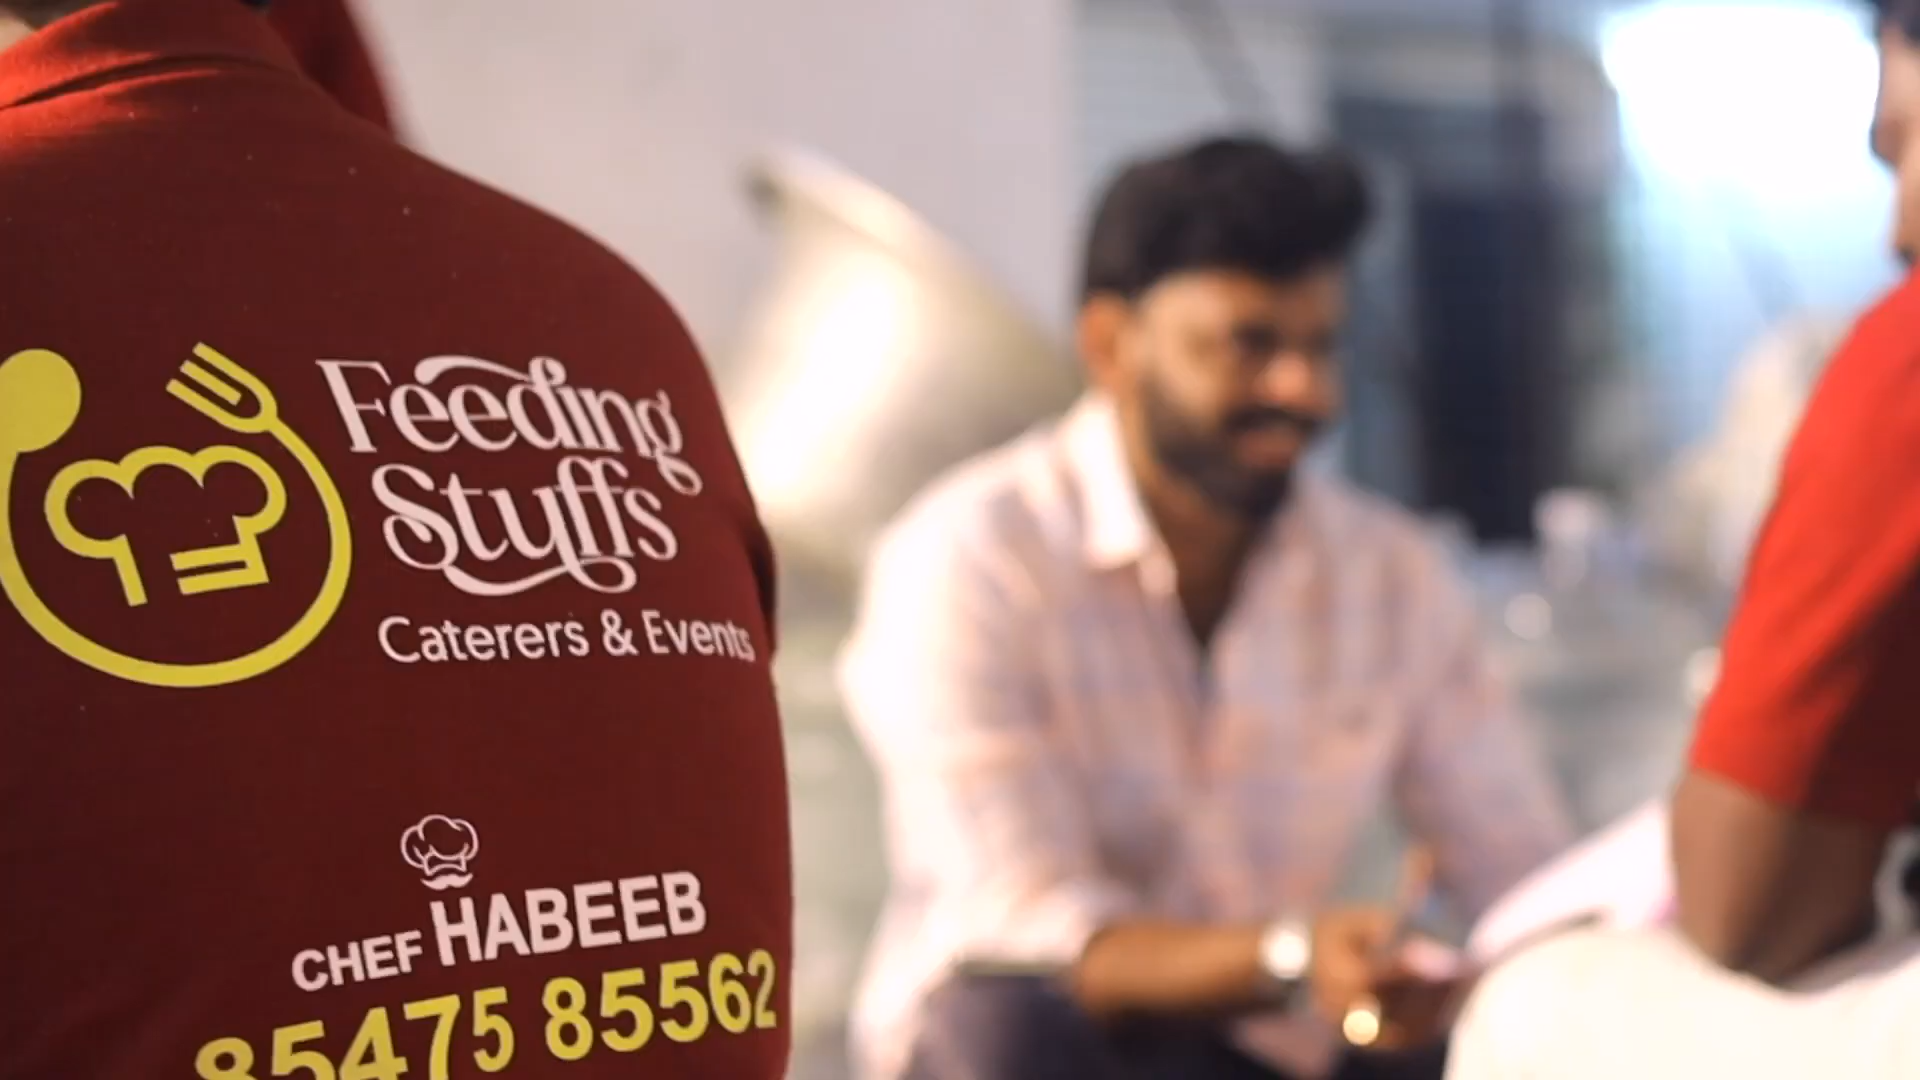 Feeding
Stuffs
Caterers & Events
CHEF HABEEB
85475 85562